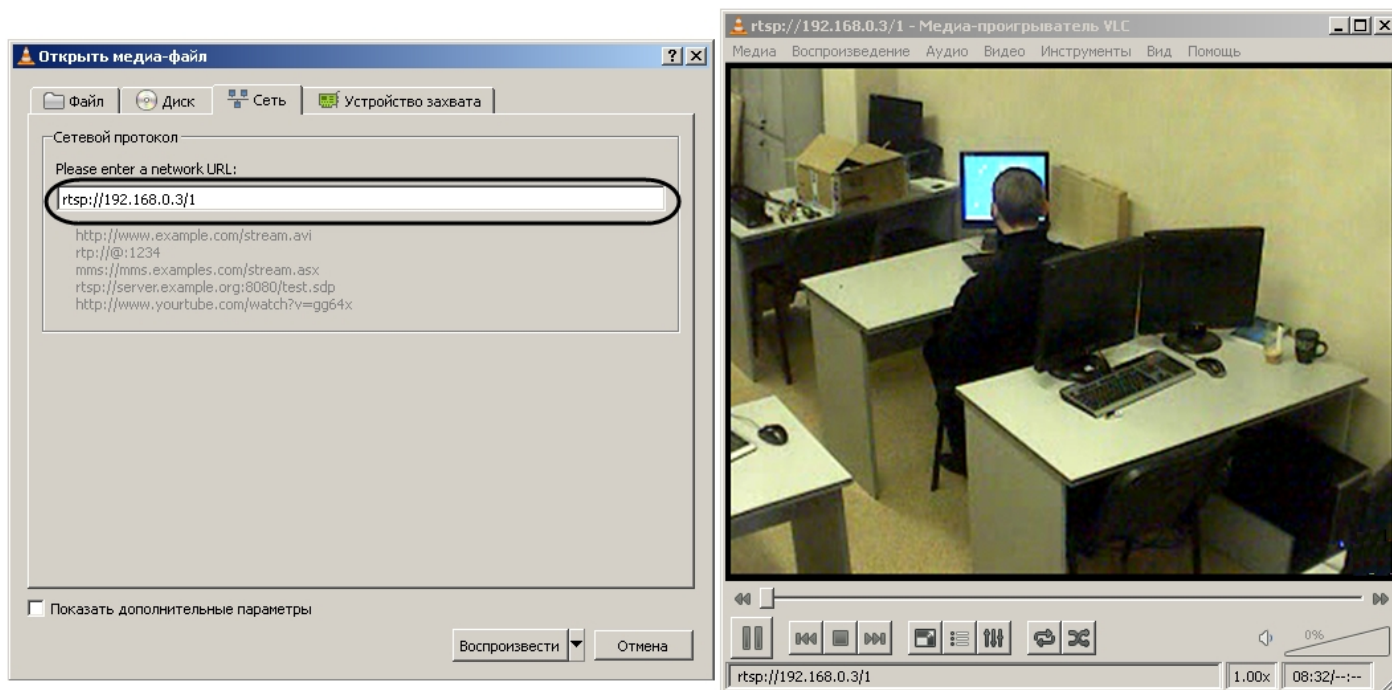 Открыть медиа-файл
Файл
Диск
Сеть
Устройство захвата
Сетевой протокол
Please enter a network URL:
rtsp://192.168.0.3/1
http://www.example.com/stream.avi
rtp://@:1234
mms://mms.examples.com/stream.asx
rtsp://server.example.org:8080/test.sdp
http://www.yourtube.com/watch?v=gg64x
Показать дополнительные параметры
Воспроизвести
Отмена
rtsp://192.168.0.3/1 - Медиа-проигрыватель VLC
Медиа Воспроизведение Аудио Видео Инструменты Вид Помощь
0%
rtsp://192.168.0.3/1
1.00x
08:32/--:--